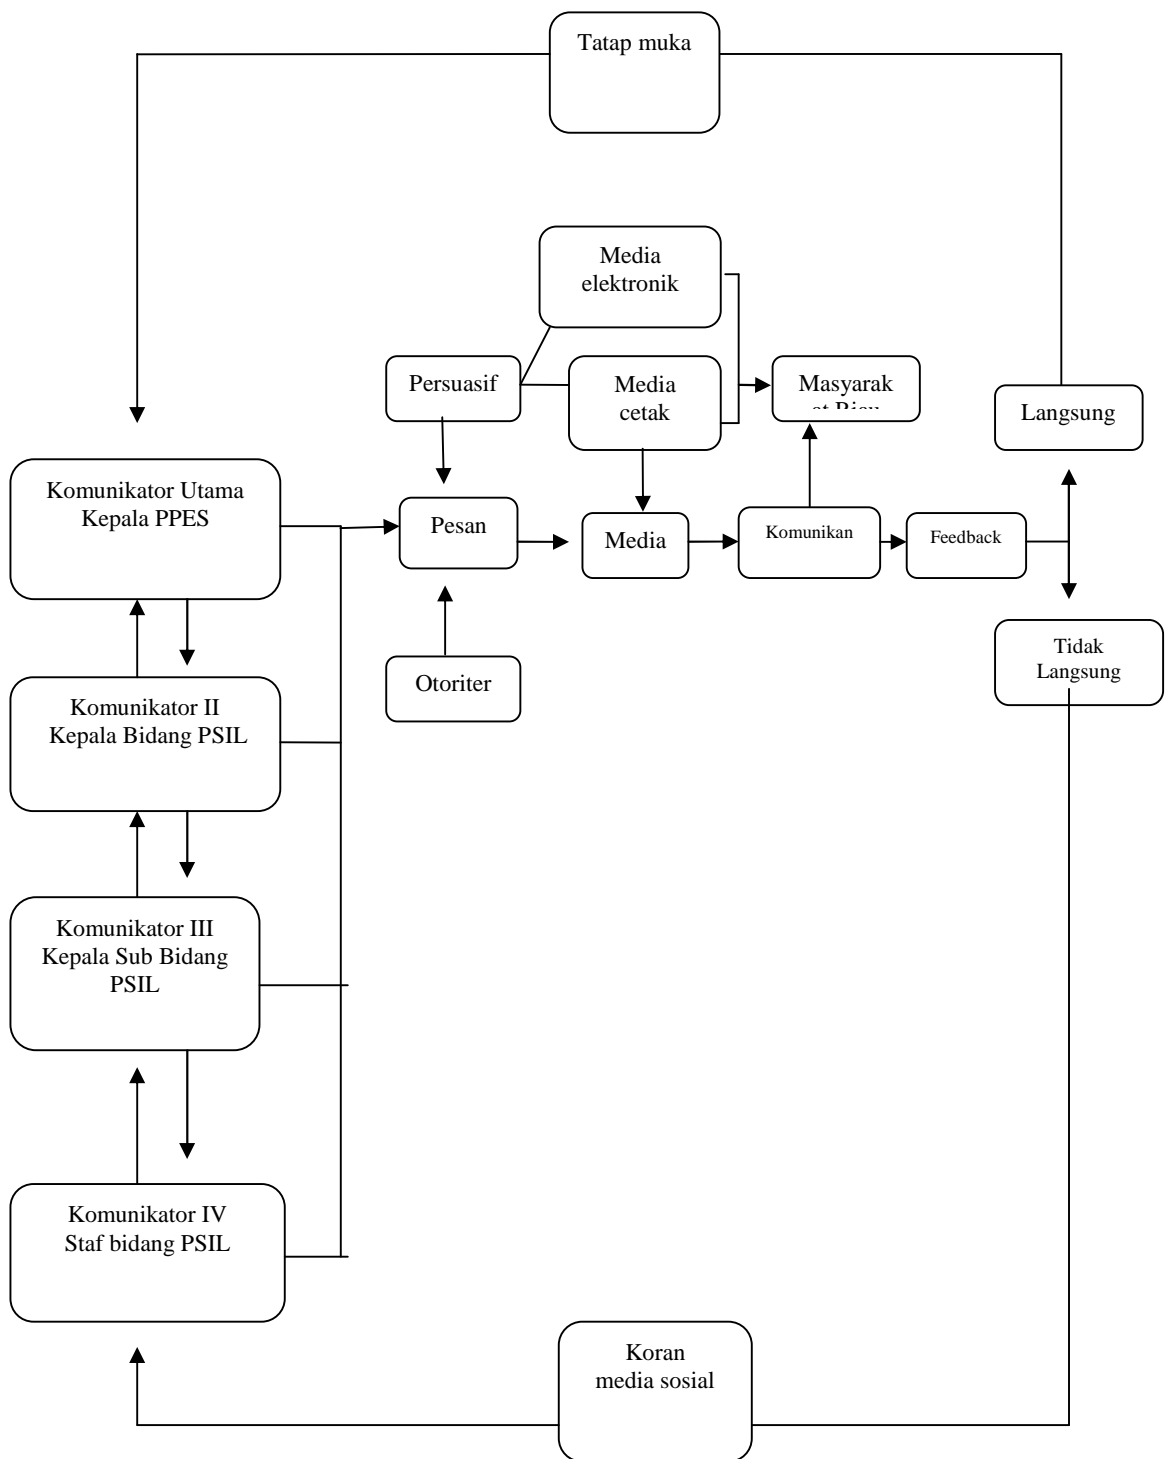 Tatap muka
Media
elektronik
Persuasif
Media
cetak
Masyarak
Langsung
Komunikator Utama
Kepala PPES
Pesan
Media
Komunikan
Feedback
Tidak
Langsung
Otoriter
Komunikator II
Kepala Bidang PSIL
Komunikator III
Kepala Sub Bidang
PSIL
Komunikator IV
Staf bidang PSIL
Koran
media sosial